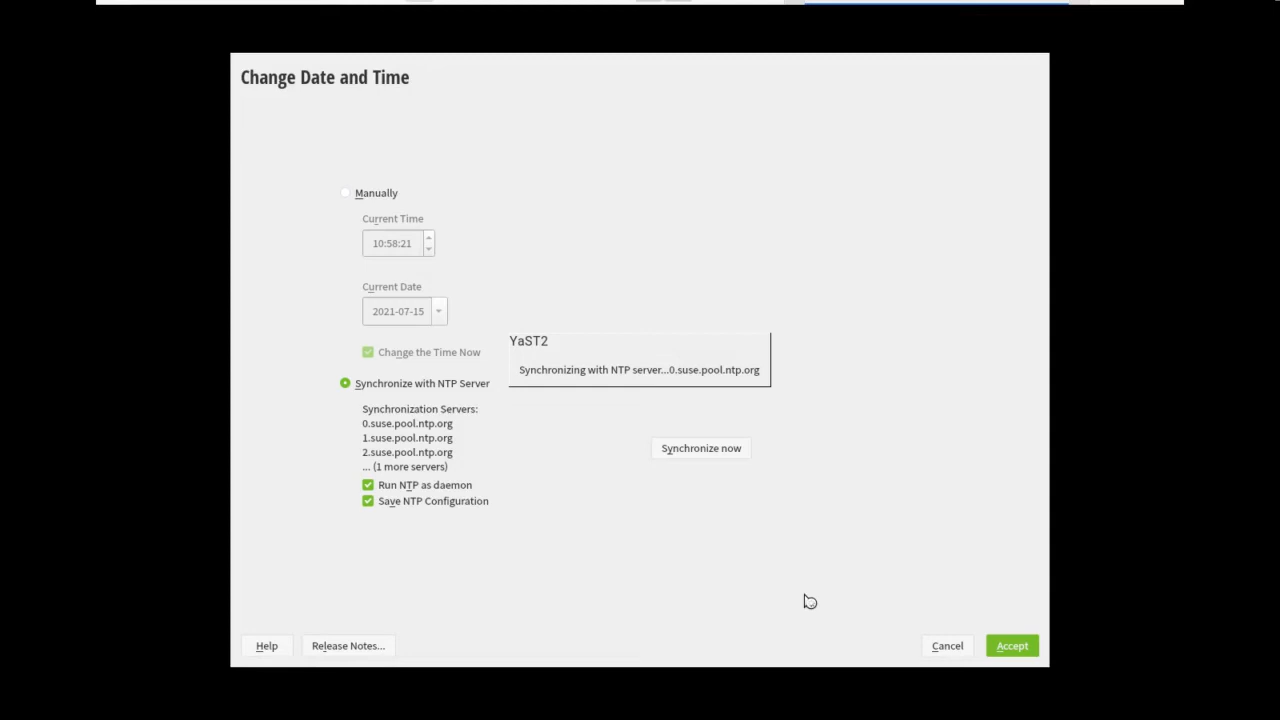 Change Date and Time
Manually
Current Time
10:58:21
Current Date
2021-07-15
Change the Time Now
YaST2
Synchronizing with NTP server...0.suse.pool.ntp.org
Synchronize with NTP Server
Synchronization Servers:
0.suse.pool.ntp.org
1.suse.pool.ntp.org
2.suse.pool.ntp.org
... (1 more servers)
Synchronize now
Run NTP as daemon
Save NTP Configuration
Help
Release Notes...
Cancel
Accept